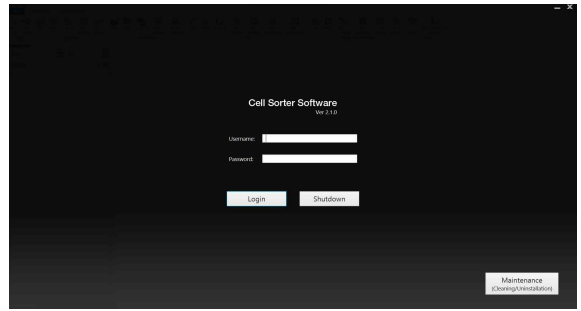 Cell Sorter Software
Ver 2.1.0
Username:
Password:
Login
Shutdown
Maintenance
(Cleaning/Uninstallation)